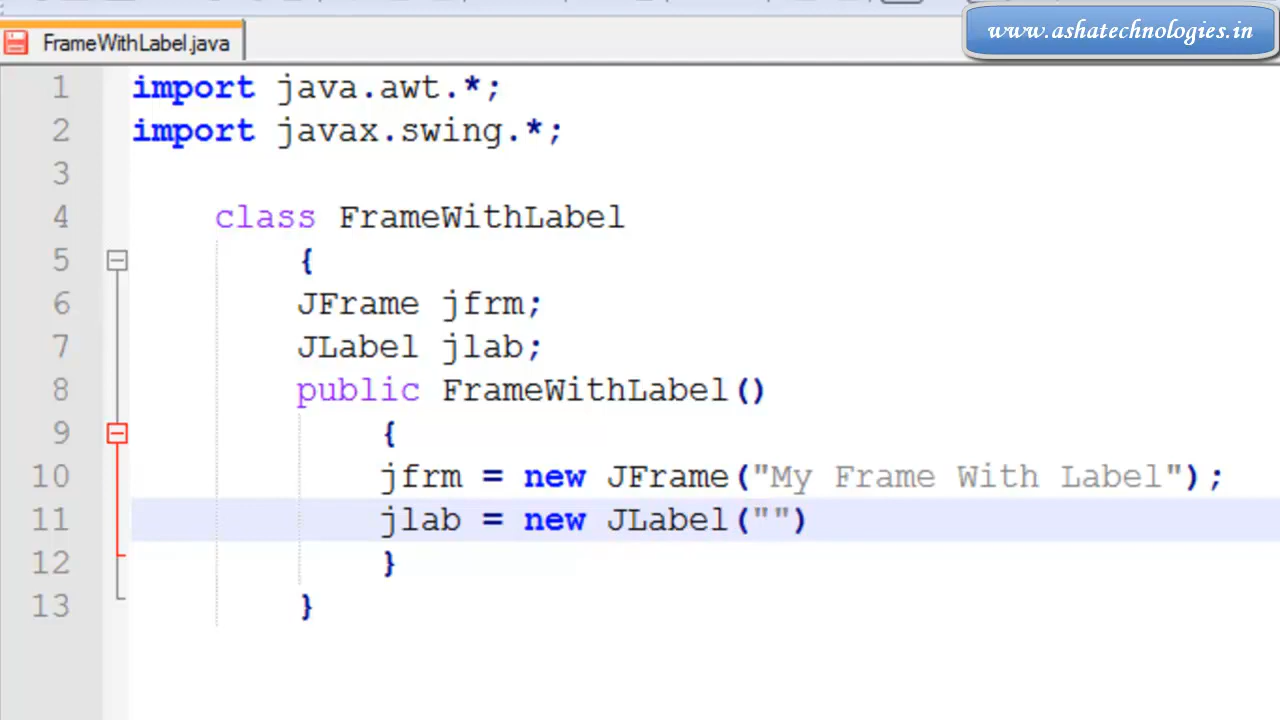 www.ashatechnologies.in
FrameWithLabel.java
1 import java.awt.*;
2 import javax.swing.*;
3
4 class FrameWithLabel
5 {
6 JFrame jfrm;
7 JLabel jlab;
8 public FrameWithLabel()
9 {
10 jfrm = new JFrame("My Frame With Label");
11 jlab = new JLabel("")
12 }
13 }